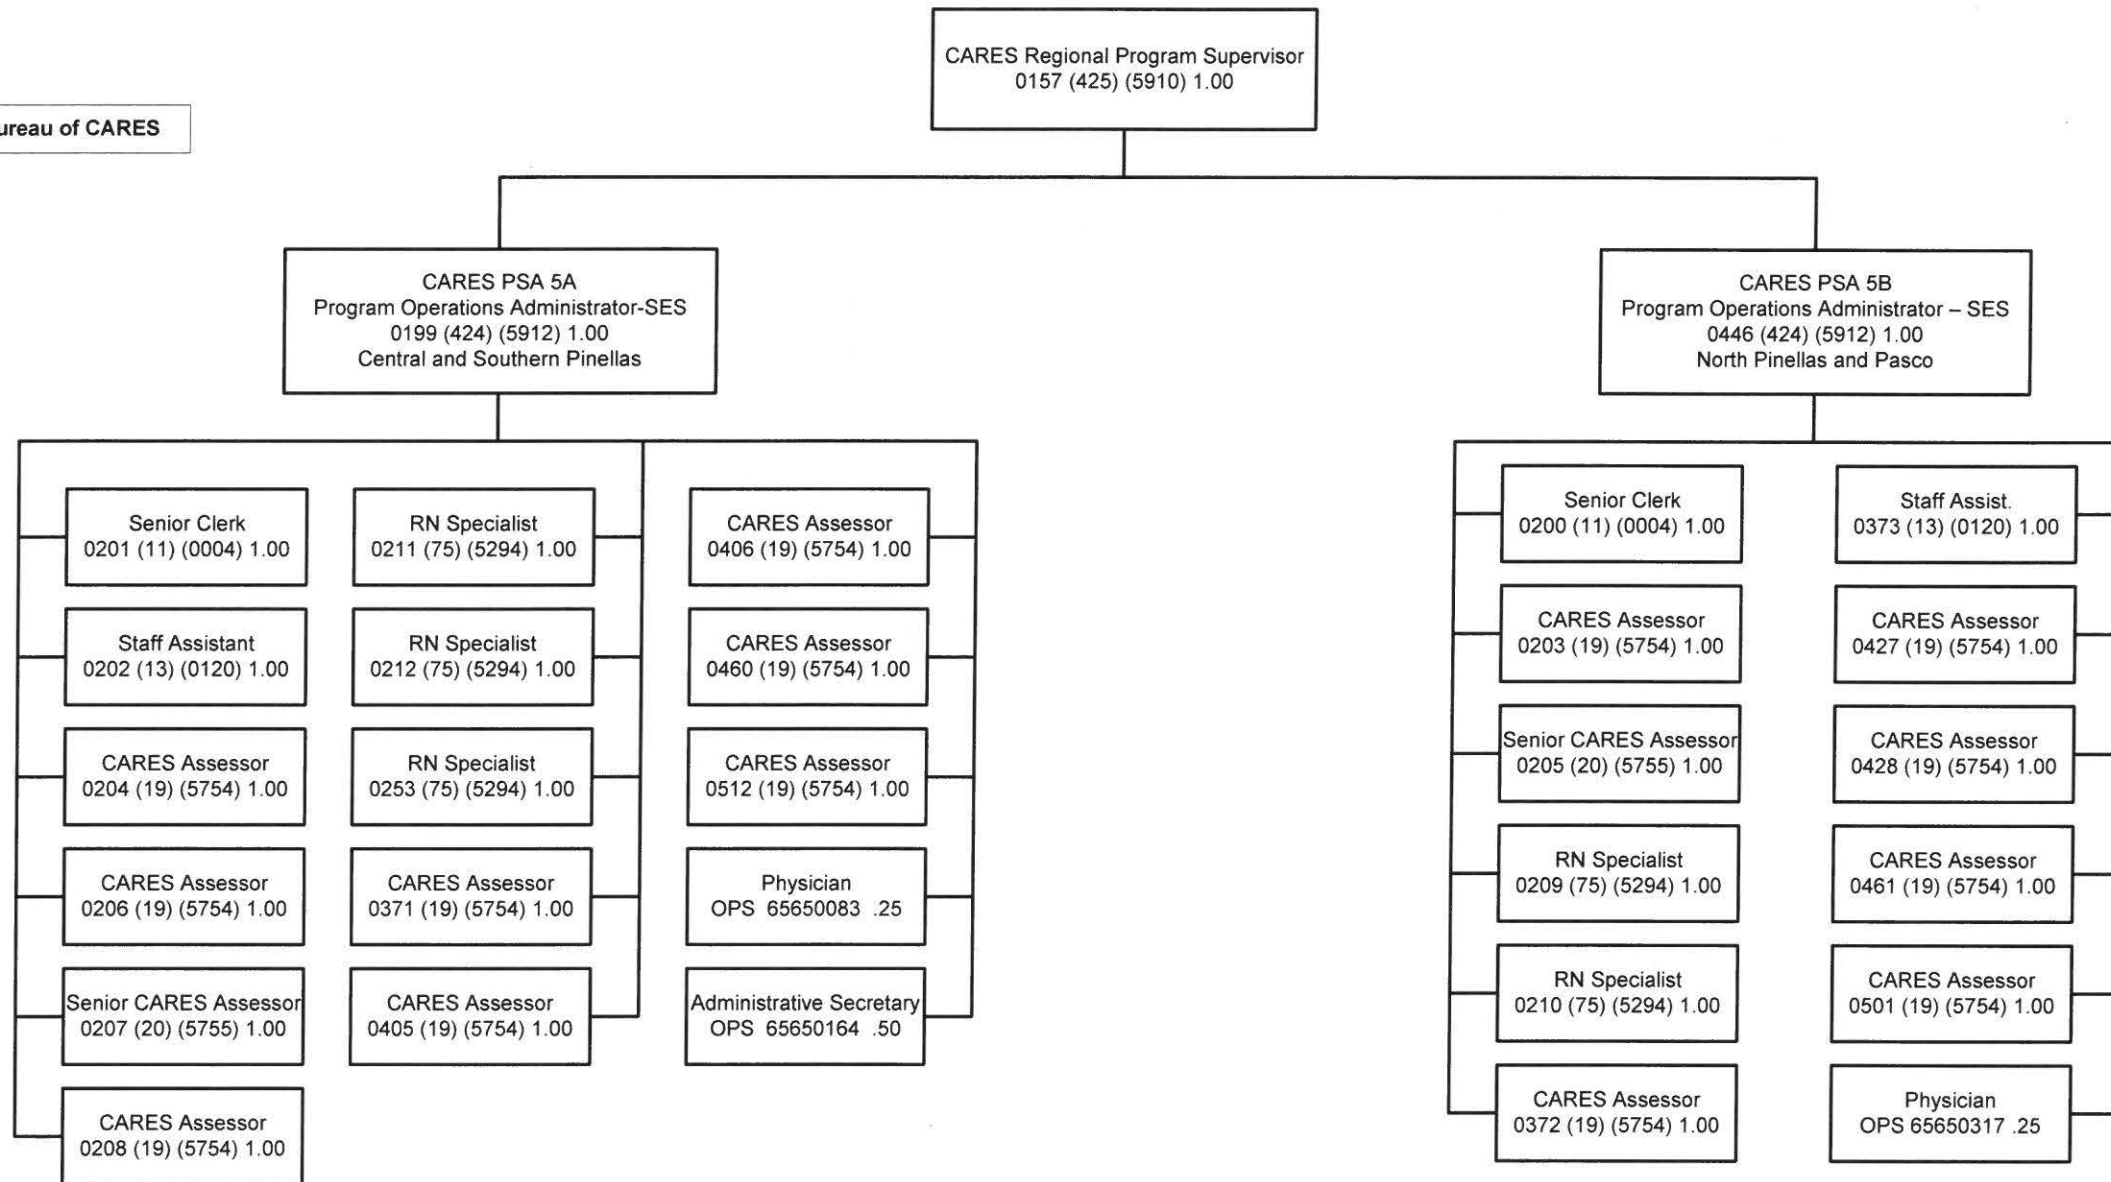 CARES Regional Program Supervisor
0157 (425) (5910) 1.00
ureau of CARES
CARES PSA 5A
Program Operations Administrator-SES
0199 (424) (5912) 1.00
Central and Southern Pinellas
CARES PSA 5B
Program Operations Administrator – SES
0446 (424) (5912) 1.00
North Pinellas and Pasco
Senior Clerk
0201 (11) (0004) 1.00
Staff Assistant
0202 (13) (0120) 1.00
CARES Assessor
0204 (19) (5754) 1.00
CARES Assessor
0206 (19) (5754) 1.00
Senior CARES Assessor
0207 (20) (5755) 1.00
CARES Assessor
0208 (19) (5754) 1.00
RN Specialist
0211 (75) (5294) 1.00
RN Specialist
0212 (75) (5294) 1.00
RN Specialist
0253 (75) (5294) 1.00
CARES Assessor
0371 (19) (5754) 1.00
CARES Assessor
0405 (19) (5754) 1.00
CARES Assessor
0406 (19) (5754) 1.00
CARES Assessor
0460 (19) (5754) 1.00
CARES Assessor
0512 (19) (5754) 1.00
Physician
OPS 65650083 .25
Administrative Secretary
OPS 65650164 .50
Senior Clerk
0200 (11) (0004) 1.00
CARES Assessor
0203 (19) (5754) 1.00
Senior CARES Assessor
0205 (20) (5755) 1.00
RN Specialist
0209 (75) (5294) 1.00
RN Specialist
0210 (75) (5294) 1.00
CARES Assessor
0372 (19) (5754) 1.00
Staff Assist.
0373 (13) (0120) 1.00
CARES Assessor
0427 (19) (5754) 1.00
CARES Assessor
0428 (19) (5754) 1.00
CARES Assessor
0461 (19) (5754) 1.00
CARES Assessor
0501 (19) (5754) 1.00
Physician
OPS 65650317 .25